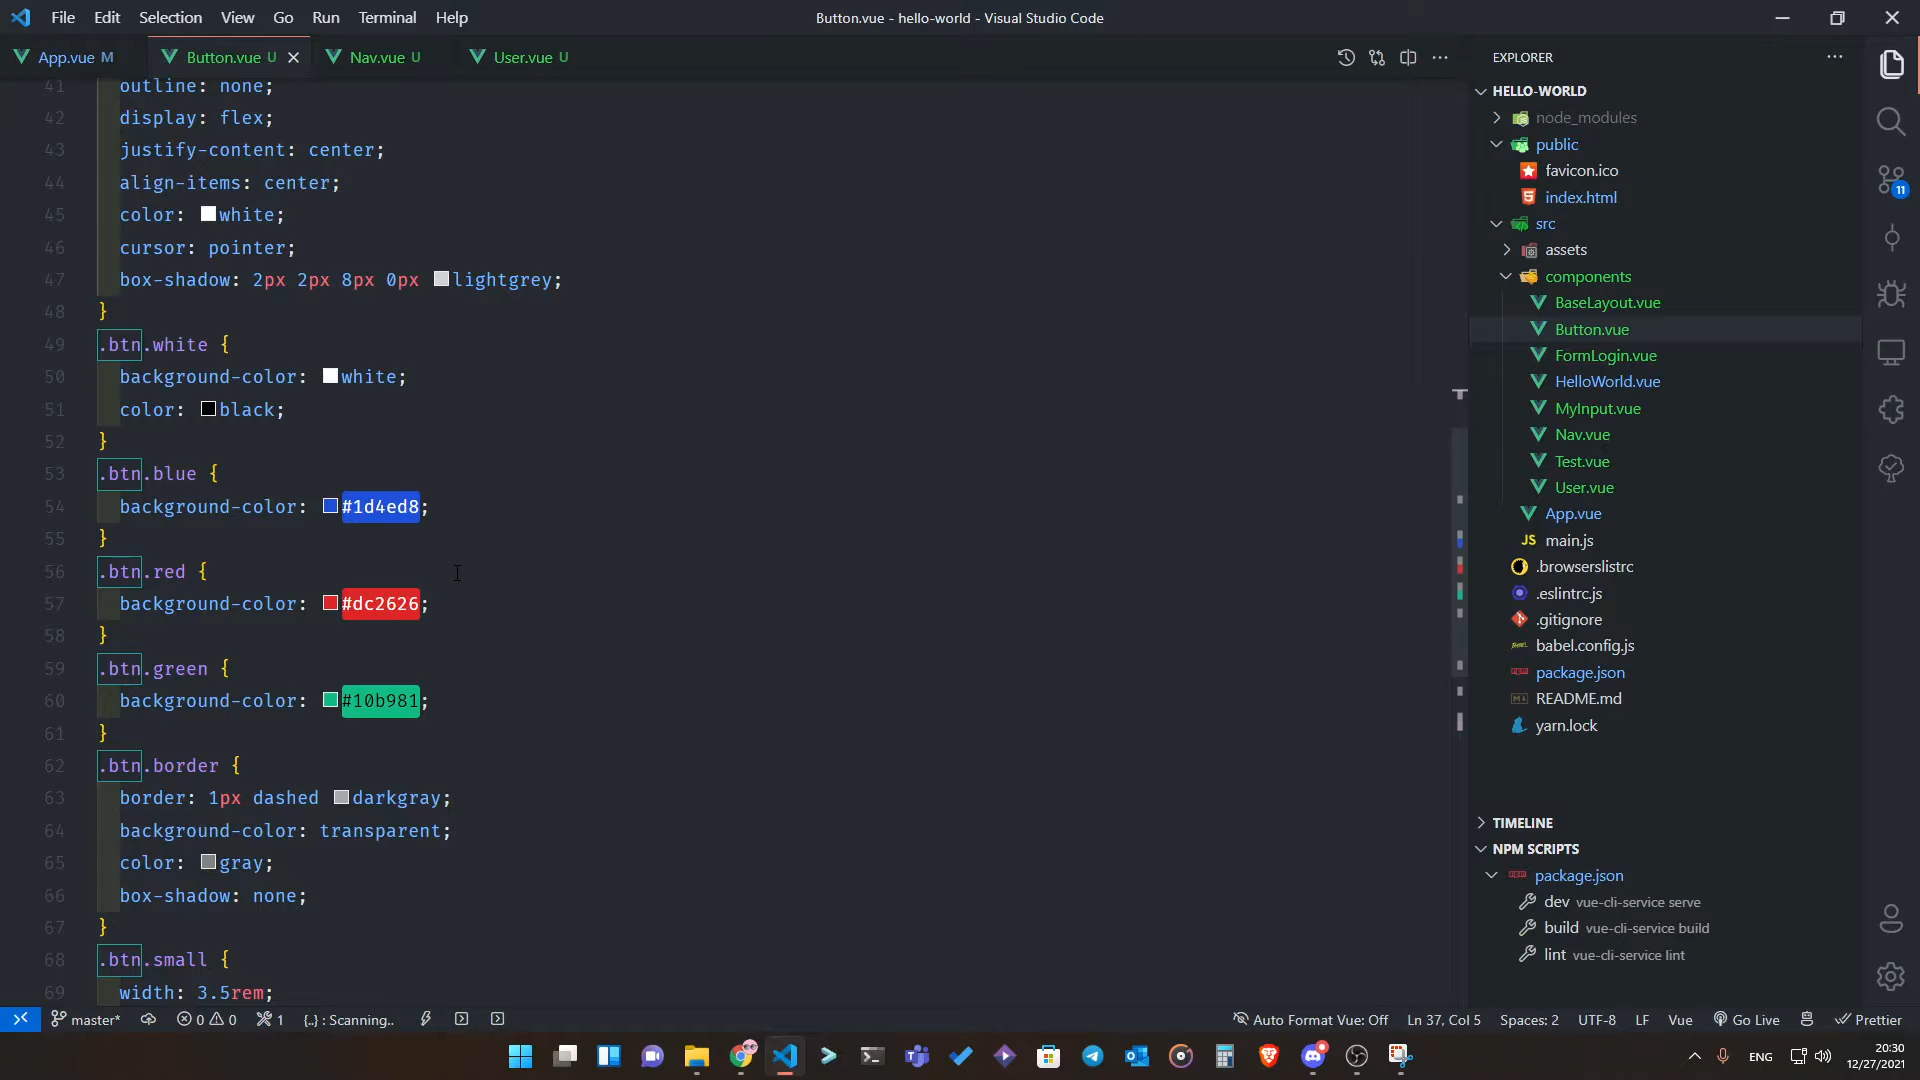 File Edit Selection View Go Run Terminal Help
Button.vue - hello-world - Visual Studio Code
App.vue M
Button.vue U
Nav.vue U
User.vue U
41 outline: none;
42 display: flex;
43 justify-content: center;
44 align-items: center;
45 color: white;
46 cursor: pointer;
47 box-shadow: 2px 2px 8px 0px lightgrey;
48 }
49 .btn.white {
50 background-color: white;
51 color: black;
52 }
53 .btn.blue {
54 background-color: #1d4ed8;
55 }
56 .btn.red {
57 background-color: #dc2626;
58 }
59 .btn.green {
60 background-color: #10b981;
61 }
62 .btn.border {
63 border: 1px dashed darkgray;
64 background-color: transparent;
65 color: gray;
66 box-shadow: none;
67 }
68 .btn.small {
69 width: 3.5rem;
EXPLORER
HELLO-WORLD
node_modules
public
favicon.ico
index.html
src
assets
components
BaseLayout.vue
Button.vue
FormLogin.vue
HelloWorld.vue
MyInput.vue
Nav.vue
Test.vue
User.vue
App.vue
JS main.js
.browserslistrc
.eslintrc.js
.gitignore
babel.config.js
package.json
README.md
yarn.lock
TIMELINE
NPM SCRIPTS
package.json
dev vue-cli-service serve
build vue-cli-service build
lint vue-cli-service lint
11
master*
0 0
1
{..} : Scanning..
Auto Format Vue: Off
Ln 37, Col 5
Spaces: 2
UTF-8
LF
Vue
Go Live
Prettier
ENG
20:30
12/27/2021